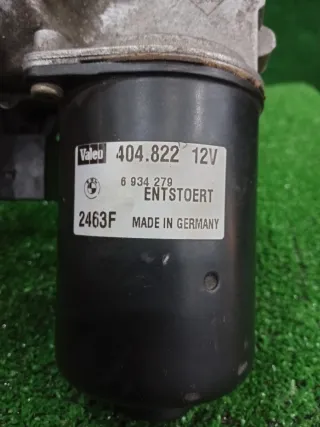 Valeo 404.822 12V
6 934 279
ENTSTOERT
2463F MADE IN GERMANY